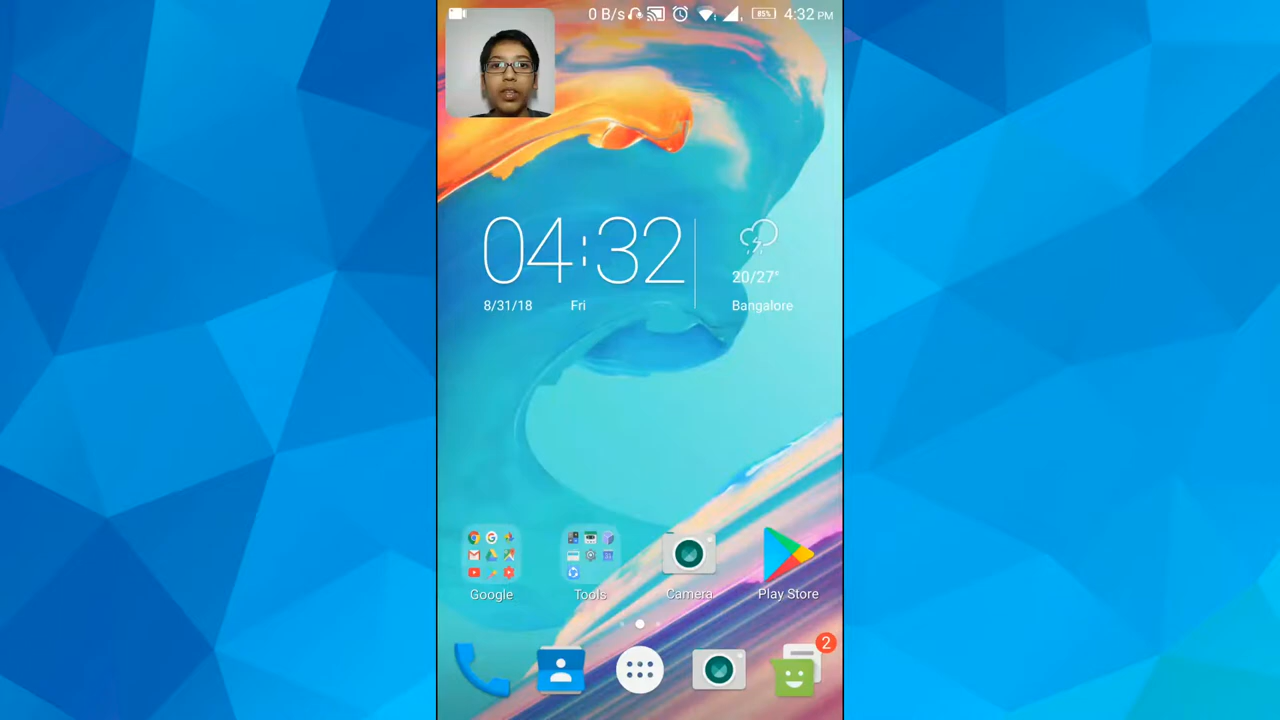 0 B/s 85% 4:32 PM
04:32
20/27°
8/31/18 Fri Bangalore
Google Tools Camera Play Store
2